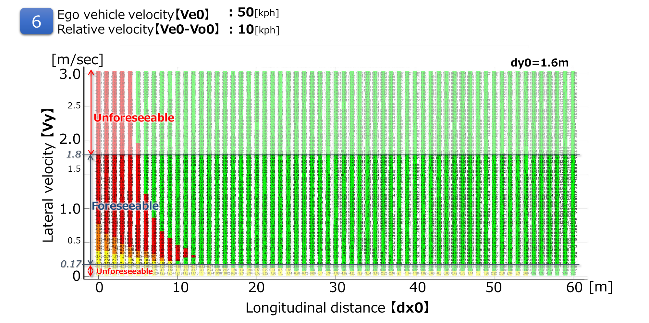 6
Ego vehicle velocity【Ve0】 : 50[kph]
Relative velocity【Ve0-Vo0】 : 10[kph]
[m/sec]
dy0=1.6m
3.0
2.5
Unforeseeable
2.0
1.8
1.5
Foreseeable
1.0
0.5
0.17
Unforeseeable
0
Lateral velocity【Vy】
0 10 20 30 40 50 60 [m]
Longitudinal distance【dx0】